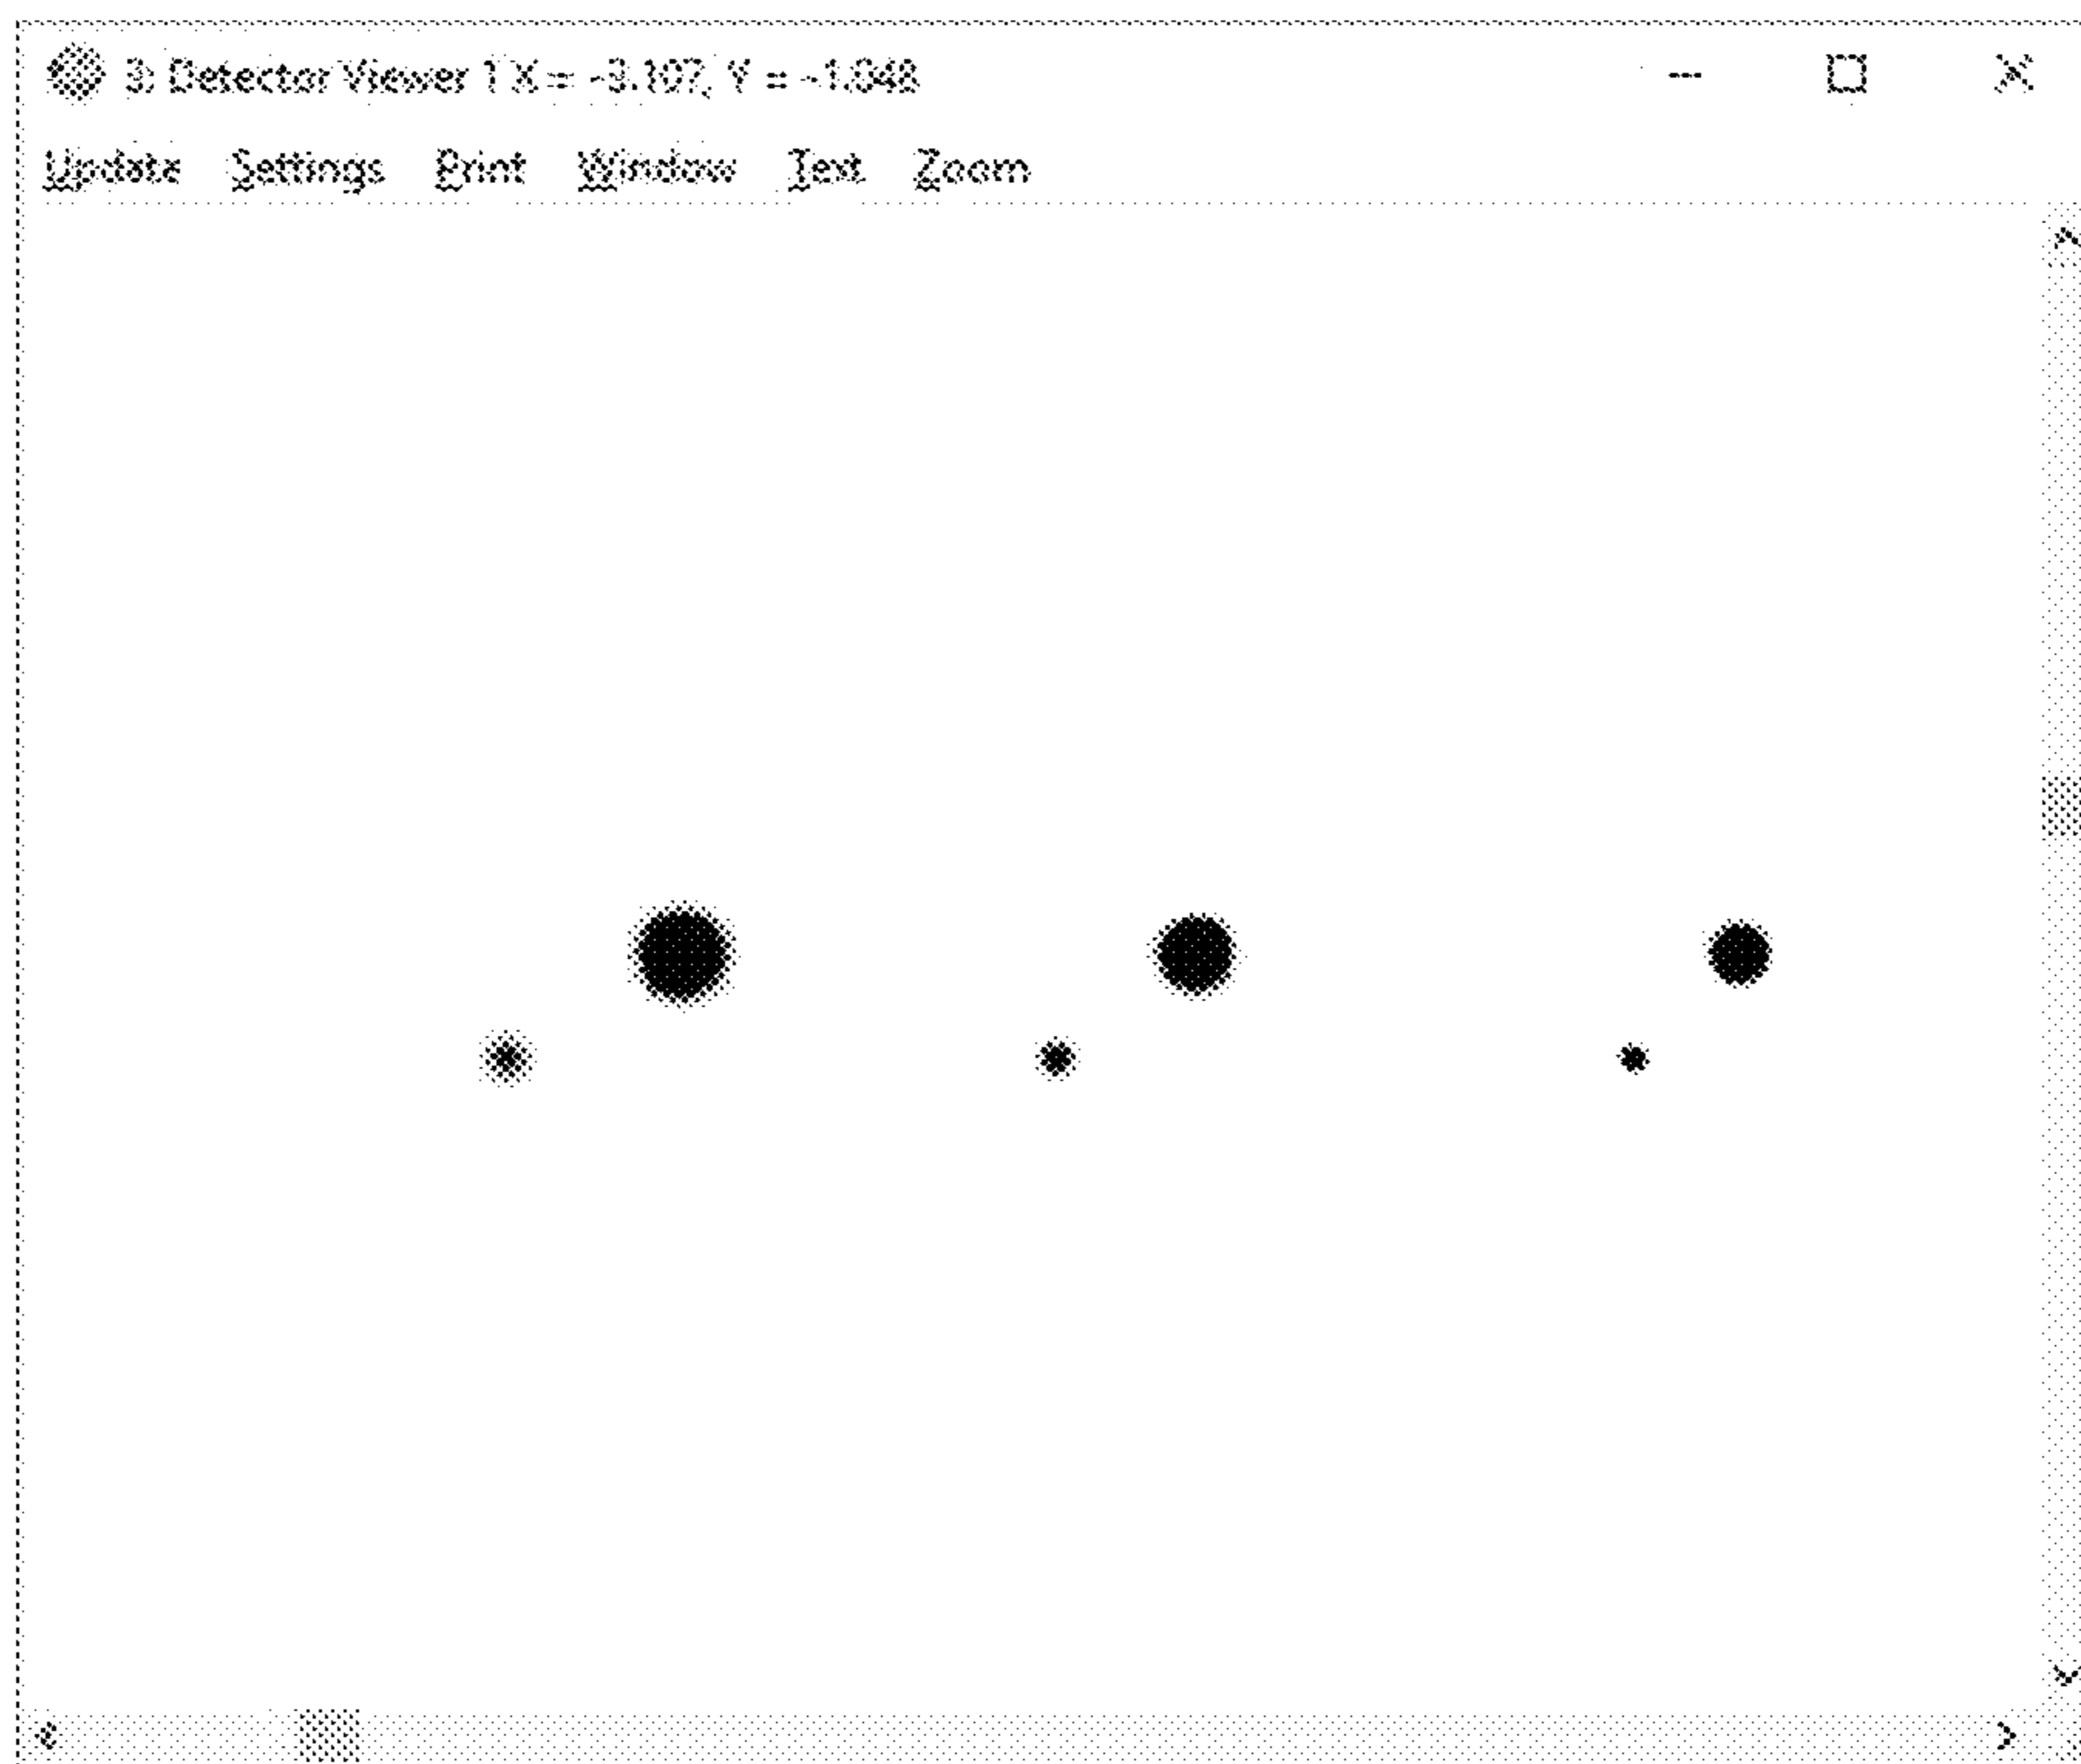 3: Detector Viewer 1 X = -3.107, Y = -1.048
Update Settings Print Window Text Zoom